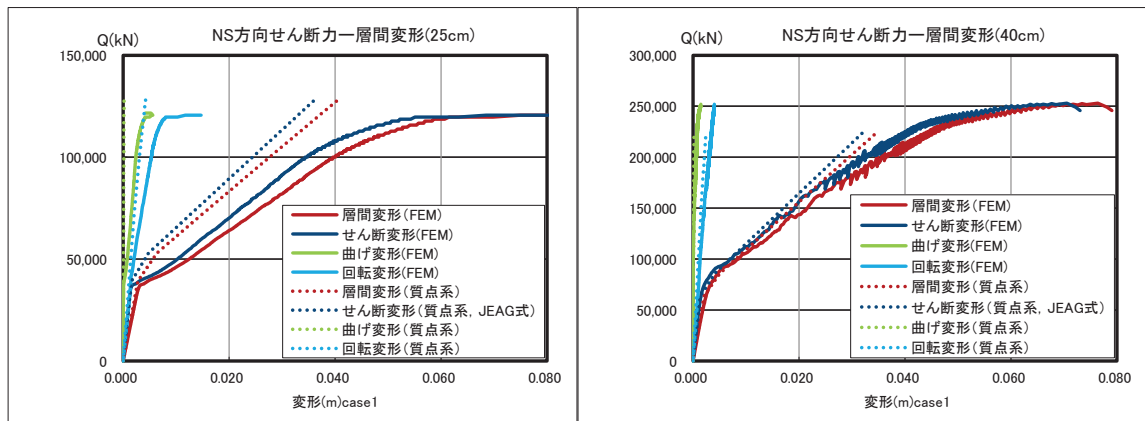 NS方向せん断力ー層間変形(25cm)
Q(kN)
150,000
100,000
50,000
0
層間変形(FEM)
せん断変形(FEM)
曲げ変形(FEM)
回転変形(FEM)
層間変形(質点系)
せん断変形(質点系, JEAG式)
曲げ変形(質点系)
回転変形(質点系)
0.000 0.020 0.040 0.060 0.080
変形(m)case1
NS方向せん断力ー層間変形(40cm)
Q(kN)
300,000
250,000
200,000
150,000
100,000
50,000
0
層間変形(FEM)
せん断変形(FEM)
曲げ変形(FEM)
回転変形(FEM)
層間変形(質点系)
せん断変形(質点系, JEAG式)
曲げ変形(質点系)
回転変形(質点系)
0.000 0.020 0.040 0.060 0.080
変形(m)case1